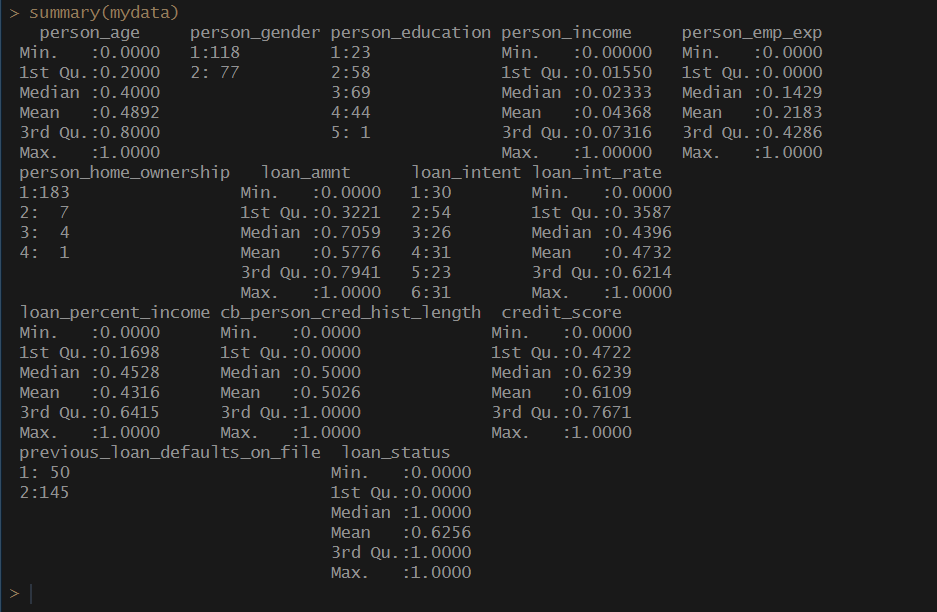 > summary(mydata)
   person_age     person_gender person_education person_income     person_emp_exp
 Min.   :0.0000   1:118         1:23             Min.   :0.00000   Min.   :0.0000
 1st Qu.:0.2000   2: 77         2:58             1st Qu.:0.01550   1st Qu.:0.0000
 Median :0.4000                 3:69             Median :0.02333   Median :0.1429
 Mean   :0.4892                 4:44             Mean   :0.04368   Mean   :0.2183
 3rd Qu.:0.8000                 5: 1             3rd Qu.:0.07316   3rd Qu.:0.4286
 Max.   :1.0000                                  Max.   :1.00000   Max.   :1.0000
 person_home_ownership   loan_amnt      loan_intent loan_int_rate
 1:183                 Min.   :0.0000   1:30        Min.   :0.0000
 2:  7                 1st Qu.:0.3221   2:54        1st Qu.:0.3587
 3:  4                 Median :0.7059   3:26        Median :0.4396
 4:  1                 Mean   :0.5776   4:31        Mean   :0.4732
                       3rd Qu.:0.7941   5:23        3rd Qu.:0.6214
                       Max.   :1.0000   6:31        Max.   :1.0000
 loan_percent_income cb_person_cred_hist_length  credit_score
 Min.   :0.0000      Min.   :0.0000             Min.   :0.0000
 1st Qu.:0.1698      1st Qu.:0.0000             1st Qu.:0.4722
 Median :0.4528      Median :0.5000             Median :0.6239
 Mean   :0.4316      Mean   :0.5026             Mean   :0.6109
 3rd Qu.:0.6415      3rd Qu.:1.0000             3rd Qu.:0.7671
 Max.   :1.0000      Max.   :1.0000             Max.   :1.0000
 previous_loan_defaults_on_file  loan_status
 1: 50                          Min.   :0.0000
 2:145                          1st Qu.:0.0000
                                Median :1.0000
                                Mean   :0.6256
                                3rd Qu.:1.0000
                                Max.   :1.0000
>